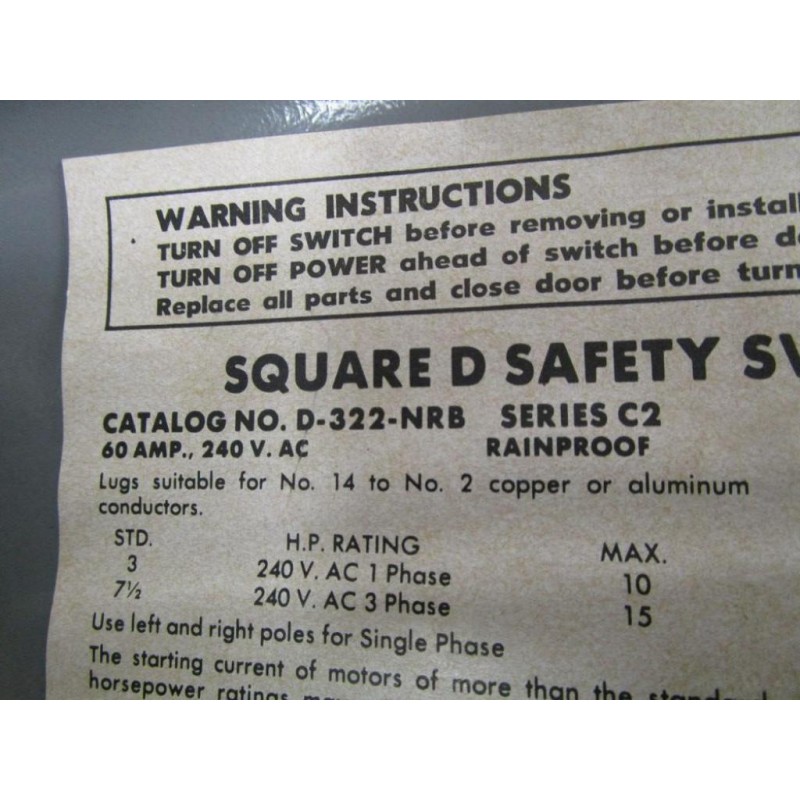 WARNING INSTRUCTIONS
TURN OFF SWITCH before removing or install
TURN OFF POWER ahead of switch before d
Replace all parts and close door before turn
SQUARE D SAFETY
CATALOG NO. D-322-NRB SERIES C2
60 AMP., 240 V. AC RAINPROOF
Lugs suitable for No. 14 to No. 2 copper or aluminum
conductors.
STD. H.P. RATING MAX.
3 240 V. AC 1 Phase 10
7½ 240 V. AC 3 Phase 15
Use left and right poles for Single Phase
The starting current of motors of more than the standard
horsepower ratings